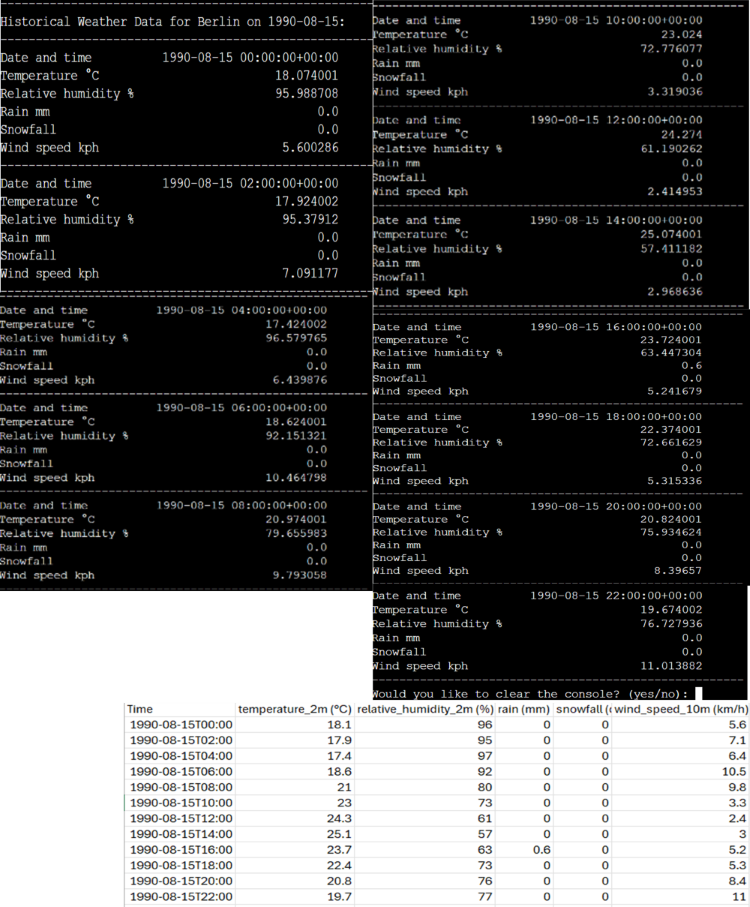 Historical Weather Data for Berlin on 1990-08-15:
Date and time 1990-08-15 00:00:00+00:00
Temperature °C 18.074001
Relative humidity % 95.988708
Rain mm 0.0
Snowfall 0.0
Wind speed kph 5.600286
Date and time 1990-08-15 02:00:00+00:00
Temperature °C 17.924002
Relative humidity % 95.37912
Rain mm 0.0
Snowfall 0.0
Wind speed kph 7.091177
Date and time 1990-08-15 04:00:00+00:00
Temperature °C 17.424002
Relative humidity % 96.579765
Rain mm 0.0
Snowfall 0.0
Wind speed kph 6.439876
Date and time 1990-08-15 06:00:00+00:00
Temperature °C 18.624001
Relative humidity % 92.151321
Rain mm 0.0
Snowfall 0.0
Wind speed kph 10.464798
Date and time 1990-08-15 08:00:00+00:00
Temperature °C 20.974001
Relative humidity % 79.655983
Rain mm 0.0
Snowfall 0.0
Wind speed kph 9.793058
Date and time 1990-08-15 10:00:00+00:00
Temperature °C 23.024
Relative humidity % 72.776077
Rain mm 0.0
Snowfall 0.0
Wind speed kph 3.319036
Date and time 1990-08-15 12:00:00+00:00
Temperature °C 24.274
Relative humidity % 61.190262
Rain mm 0.0
Snowfall 0.0
Wind speed kph 2.414953
Date and time 1990-08-15 14:00:00+00:00
Temperature °C 25.074001
Relative humidity % 57.411182
Rain mm 0.0
Snowfall 0.0
Wind speed kph 2.968636
Date and time 1990-08-15 16:00:00+00:00
Temperature °C 23.724001
Relative humidity % 63.447304
Rain mm 0.6
Snowfall 0.0
Wind speed kph 5.241679
Date and time 1990-08-15 18:00:00+00:00
Temperature °C 22.374001
Relative humidity % 72.661629
Rain mm 0.0
Snowfall 0.0
Wind speed kph 5.315336
Date and time 1990-08-15 20:00:00+00:00
Temperature °C 20.824001
Relative humidity % 75.934624
Rain mm 0.0
Snowfall 0.0
Wind speed kph 8.39657
Date and time 1990-08-15 22:00:00+00:00
Temperature °C 19.674002
Relative humidity % 76.727936
Rain mm 0.0
Snowfall 0.0
Wind speed kph 11.013882
Would you like to clear the console? (yes/no):
Time temperature_2m (°C) relative_humidity_2m (%) rain (mm) snowfall (c wind_speed_10m (km/h)
1990-08-15T00:00 18.1 96 0 0 5.6
1990-08-15T02:00 17.9 95 0 0 7.1
1990-08-15T04:00 17.4 97 0 0 6.4
1990-08-15T06:00 18.6 92 0 0 10.5
1990-08-15T08:00 21 80 0 0 9.8
1990-08-15T10:00 23 73 0 0 3.3
1990-08-15T12:00 24.3 61 0 0 2.4
1990-08-15T14:00 25.1 57 0 0 3
1990-08-15T16:00 23.7 63 0.6 0 5.2
1990-08-15T18:00 22.4 73 0 0 5.3
1990-08-15T20:00 20.8 76 0 0 8.4
1990-08-15T22:00 19.7 77 0 0 11